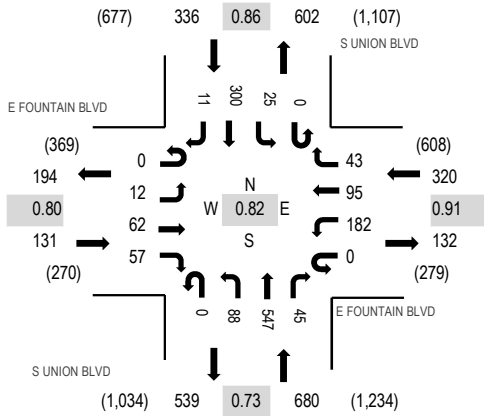 (677) 336 0.86 602 (1,107)
S UNION BLVD
E FOUNTAIN BLVD
11 300 25 0
(369) (608)
194 0 43 320
12 N 95
0.80 W 0.82 E 0.91
62 S 182
131 57 0 132
(270) (279)
0 88 547 45
E FOUNTAIN BLVD
S UNION BLVD
(1,034) 539 0.73 680 (1,234)